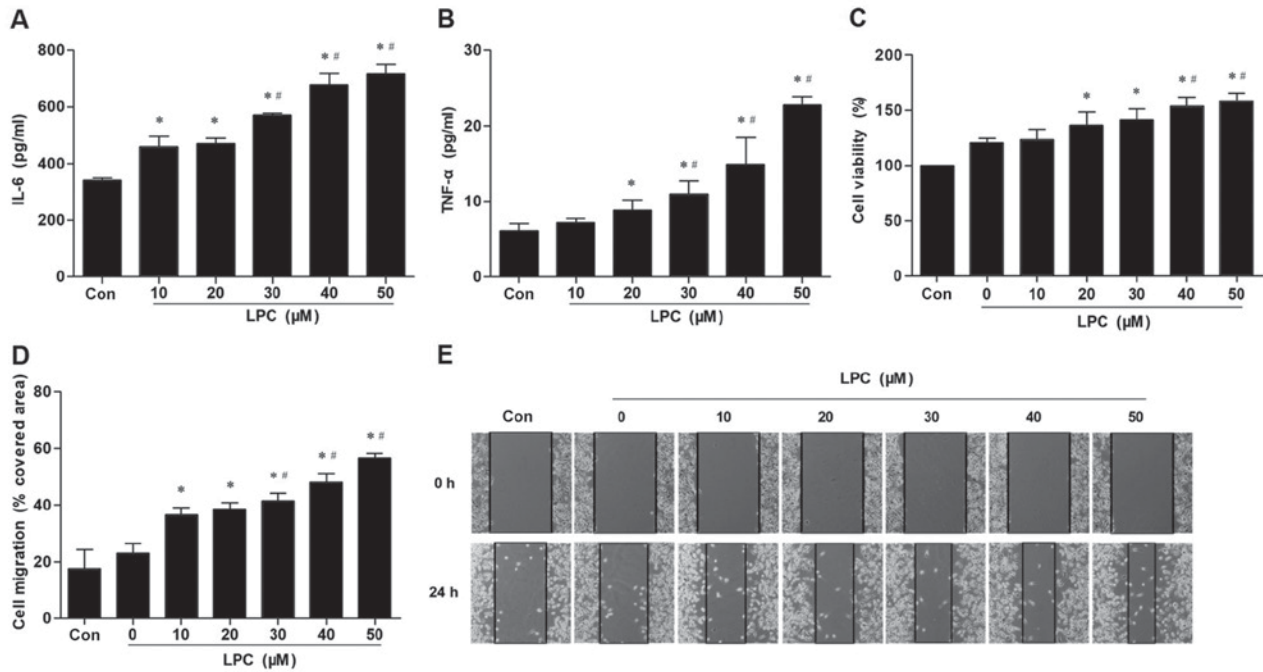 A
IL-6 (pg/ml)
800
600
400
200
0
* * * # * # * #
Con 10 20 30 40 50
LPC (µM)
B
TNF-α (pg/ml)
30
20
10
0
* * # * # * #
Con 10 20 30 40 50
LPC (µM)
C
Cell viability (%)
200
150
100
50
0
* * * # * #
Con 0 10 20 30 40 50
LPC (µM)
D
Cell migration (% covered area)
80
60
40
20
0
* * * # * # * #
Con 0 10 20 30 40 50
LPC (µM)
E
LPC (µM)
Con 0 10 20 30 40 50
0 h
24 h